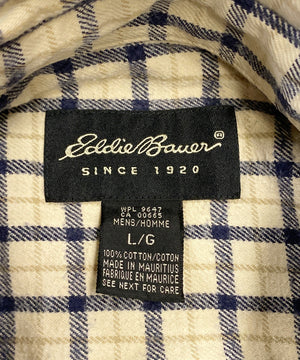 Eddie Bauer
SINCE 1920
WPL 9647
CA 00665
MENS/HOMME
L/G
100% COTTON/COTON
MADE IN MAURITIUS
FABRIQUE EN MAURICE
SEE NEXT FOR CARE